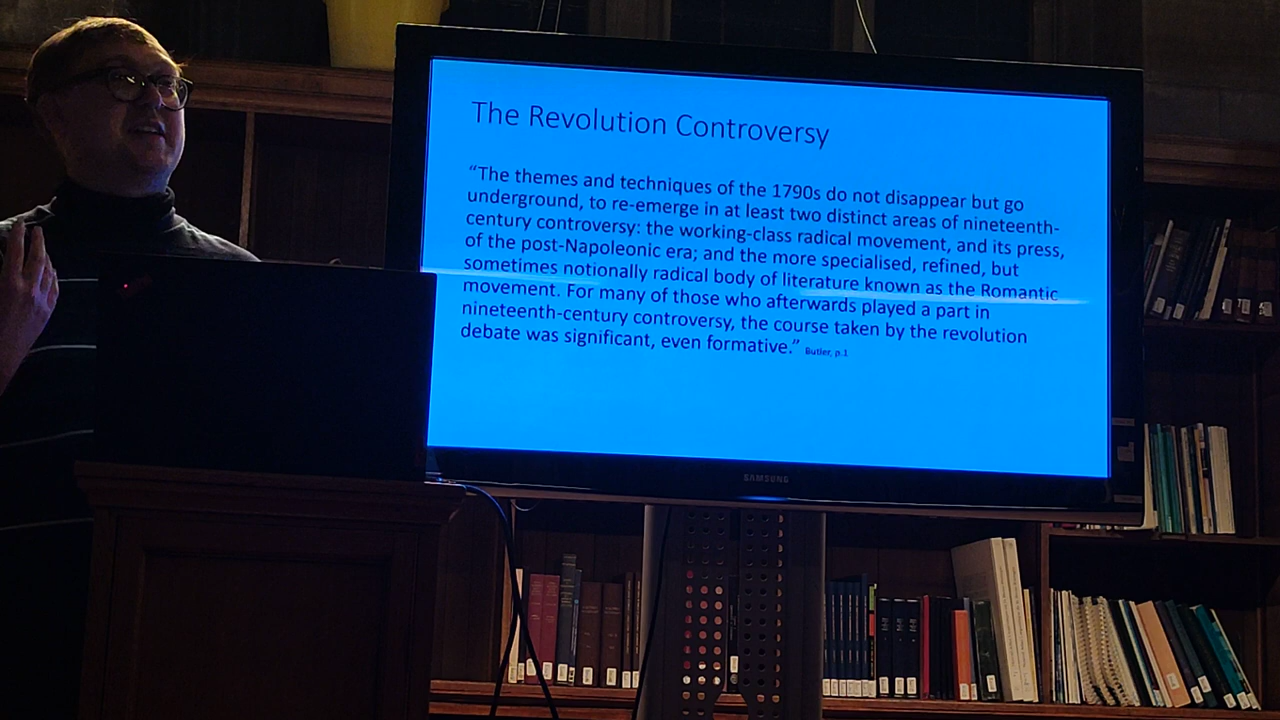 The Revolution Controversy
“The themes and techniques of the 1790s do not disappear but go
underground, to re-emerge in at least two distinct areas of nineteenth-
century controversy: the working-class radical movement, and its press,
of the post-Napoleonic era; and the more specialised, refined, but
sometimes notionally radical body of literature known as the Romantic
movement. For many of those who afterwards played a part in
nineteenth-century controversy, the course taken by the revolution
debate was significant, even formative.” Butler, p.1
SAMSUNG